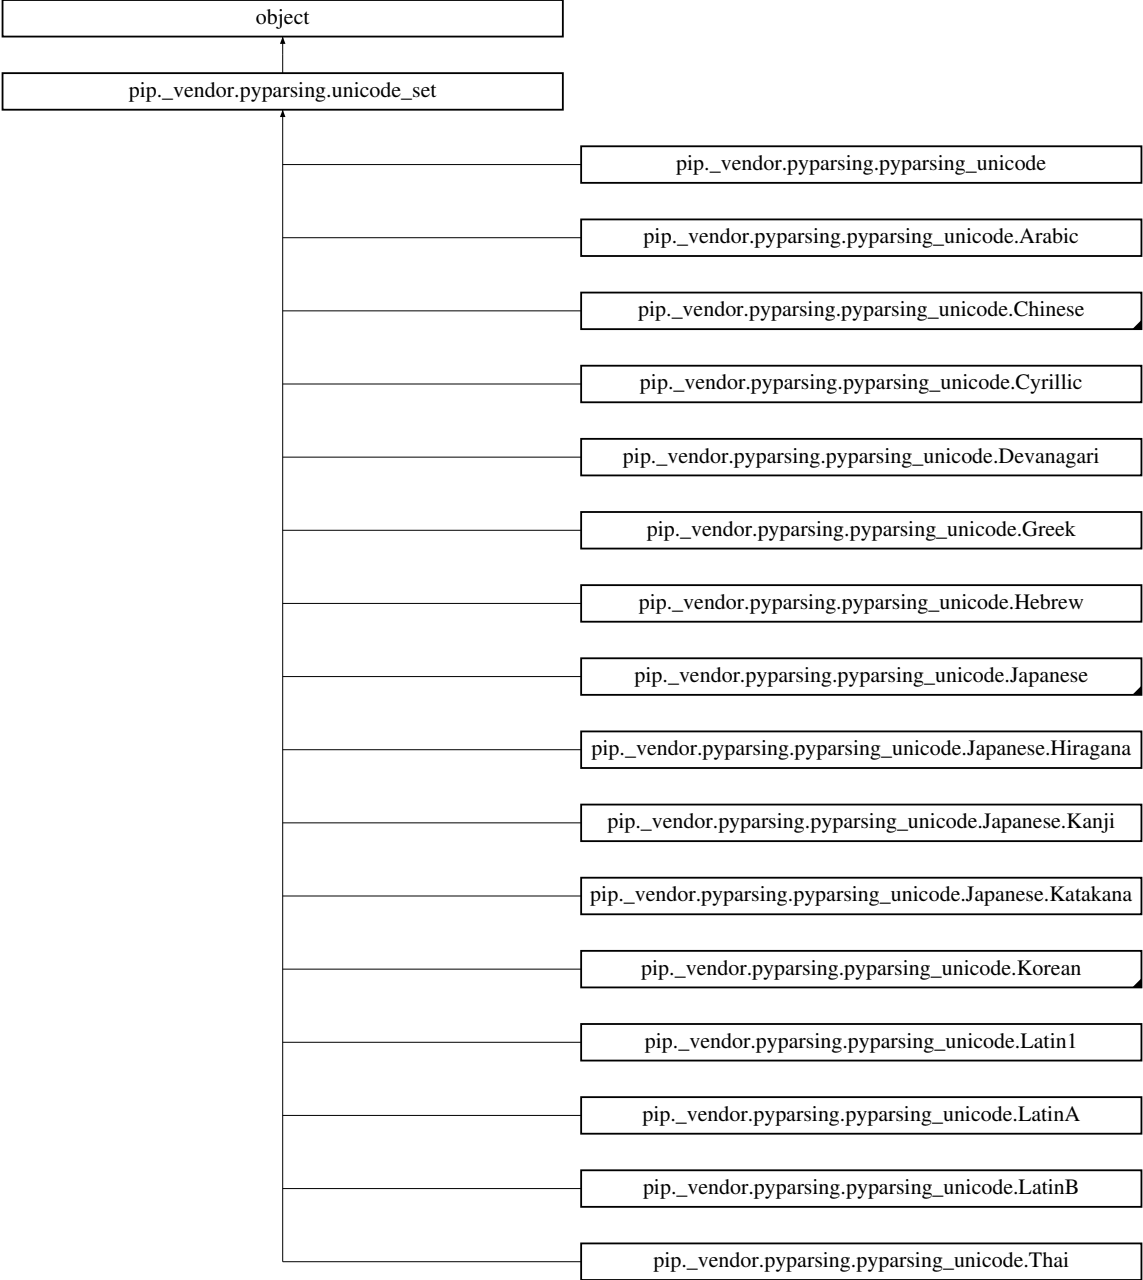 object
pip._vendor.pyparsing.unicode_set
pip._vendor.pyparsing.pyparsing_unicode
pip._vendor.pyparsing.pyparsing_unicode.Arabic
pip._vendor.pyparsing.pyparsing_unicode.Chinese
pip._vendor.pyparsing.pyparsing_unicode.Cyrillic
pip._vendor.pyparsing.pyparsing_unicode.Devanagari
pip._vendor.pyparsing.pyparsing_unicode.Greek
pip._vendor.pyparsing.pyparsing_unicode.Hebrew
pip._vendor.pyparsing.pyparsing_unicode.Japanese
pip._vendor.pyparsing.pyparsing_unicode.Japanese.Hiragana
pip._vendor.pyparsing.pyparsing_unicode.Japanese.Kanji
pip._vendor.pyparsing.pyparsing_unicode.Japanese.Katakana
pip._vendor.pyparsing.pyparsing_unicode.Korean
pip._vendor.pyparsing.pyparsing_unicode.Latin1
pip._vendor.pyparsing.pyparsing_unicode.LatinA
pip._vendor.pyparsing.pyparsing_unicode.LatinB
pip._vendor.pyparsing.pyparsing_unicode.Thai